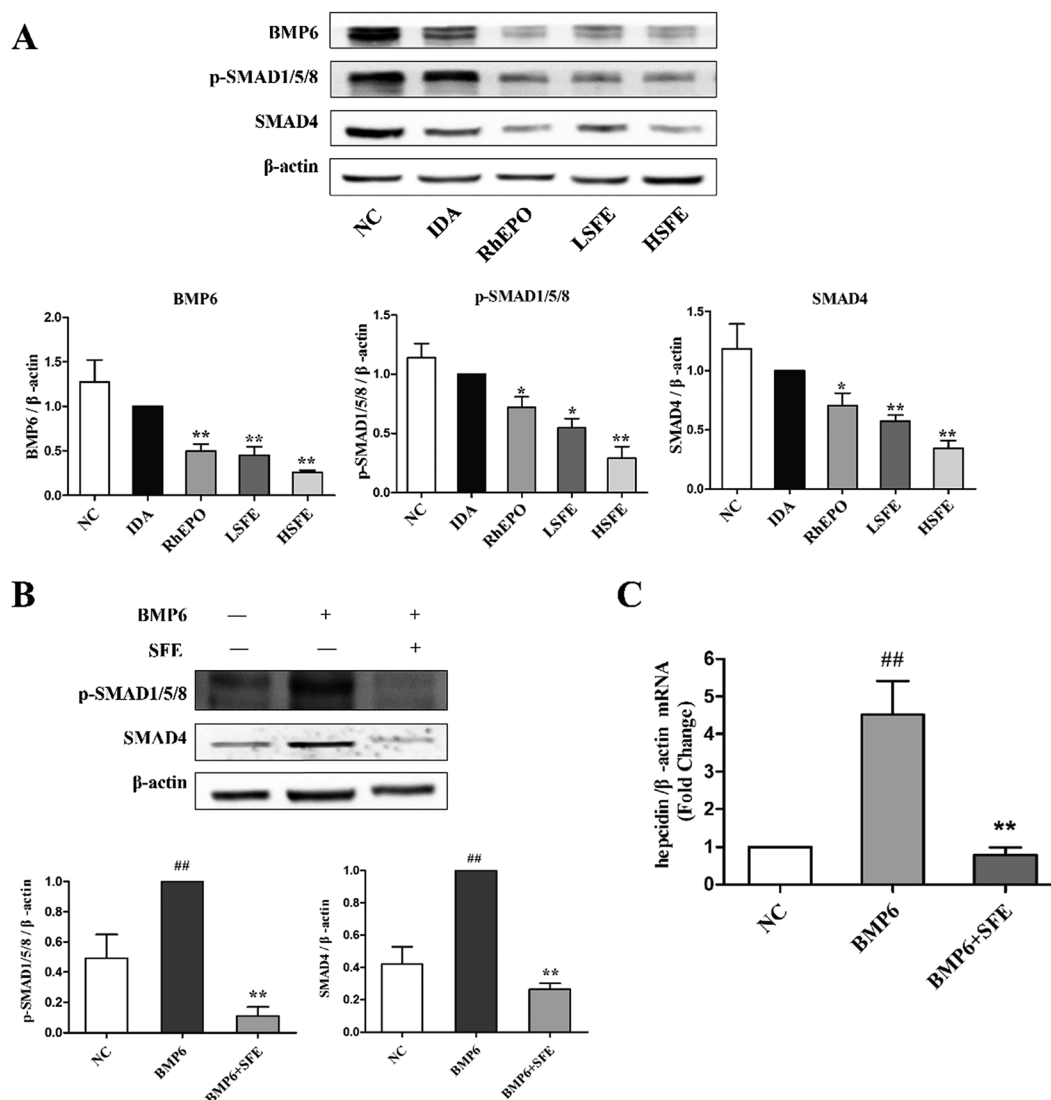 A
BMP6
p-SMAD1/5/8
SMAD4
β-actin
NC IDA RhEPO LSFE HSFE
BMP6
BMP6 / β -actin
2.0
1.5
1.0
0.5
0.0
** ** **
NC IDA RhEPO LSFE HSFE
p-SMAD1/5/8
p-SMAD1/5/8 / β -actin
1.5
1.0
0.5
0.0
* * **
NC IDA RhEPO LSFE HSFE
SMAD4
SMAD4 / β -actin
1.5
1.0
0.5
0.0
* ** **
NC IDA RhEPO LSFE HSFE
B
BMP6 — + +
SFE — — +
p-SMAD1/5/8
SMAD4
β-actin
p-SMAD1/5/8 / β -actin
1.0
0.8
0.6
0.4
0.2
0.0
##
**
NC BMP6 BMP6+SFE
SMAD4 / β -actin
1.0
0.8
0.6
0.4
0.2
0.0
##
**
NC BMP6 BMP6+SFE
C
hepcidin /β -actin mRNA
(Fold Change)
6
5
4
3
2
1
0
##
**
NC BMP6 BMP6+SFE